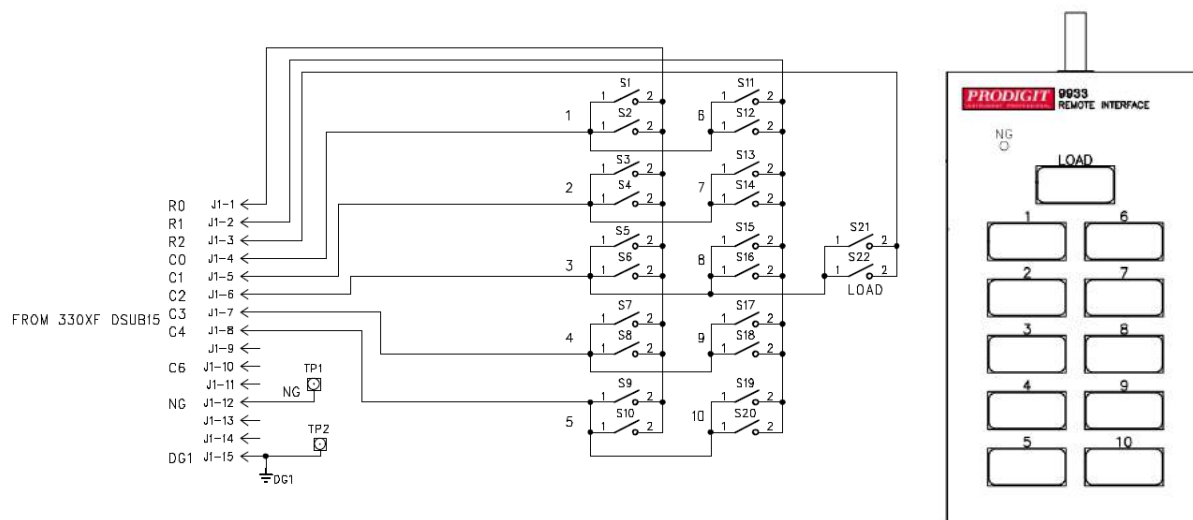 S1
1 2
S2
1 1 2
S11
1 2
S12
6 1 2
S3
1 2
S4
2 1 2
S13
1 2
S14
7 1 2
S5
1 2
S6
3 1 2
S15
1 2
S16
8 1 2
S21
1 2
S22
1 2
LOAD
S7
1 2
S8
4 1 2
S17
1 2
S18
9 1 2
S9
1 2
S10
5 1 2
S19
1 2
S20
10 1 2
R0 J1-1
R1 J1-2
R2 J1-3
C0 J1-4
C1 J1-5
C2 J1-6
C3 J1-7
FROM 330XF DSUB15
C4 J1-8
J1-9
C6 J1-10
J1-11
NG J1-12
J1-13
J1-14
DG1 J1-15
TP1
NG
TP2
DG1
PRODIGIT 9933
REMOTE INTERFACE
NG
LOAD
1 6
2 7
3 8
4 9
5 10